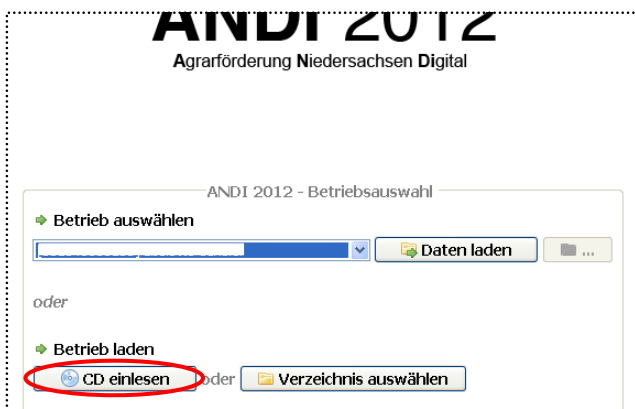 ANDI 2012
Agrarförderung Niedersachsen Digital
ANDI 2012 - Betriebsauswahl
Betrieb auswählen
Daten laden ...
oder
Betrieb laden
CD einlesen oder Verzeichnis auswählen